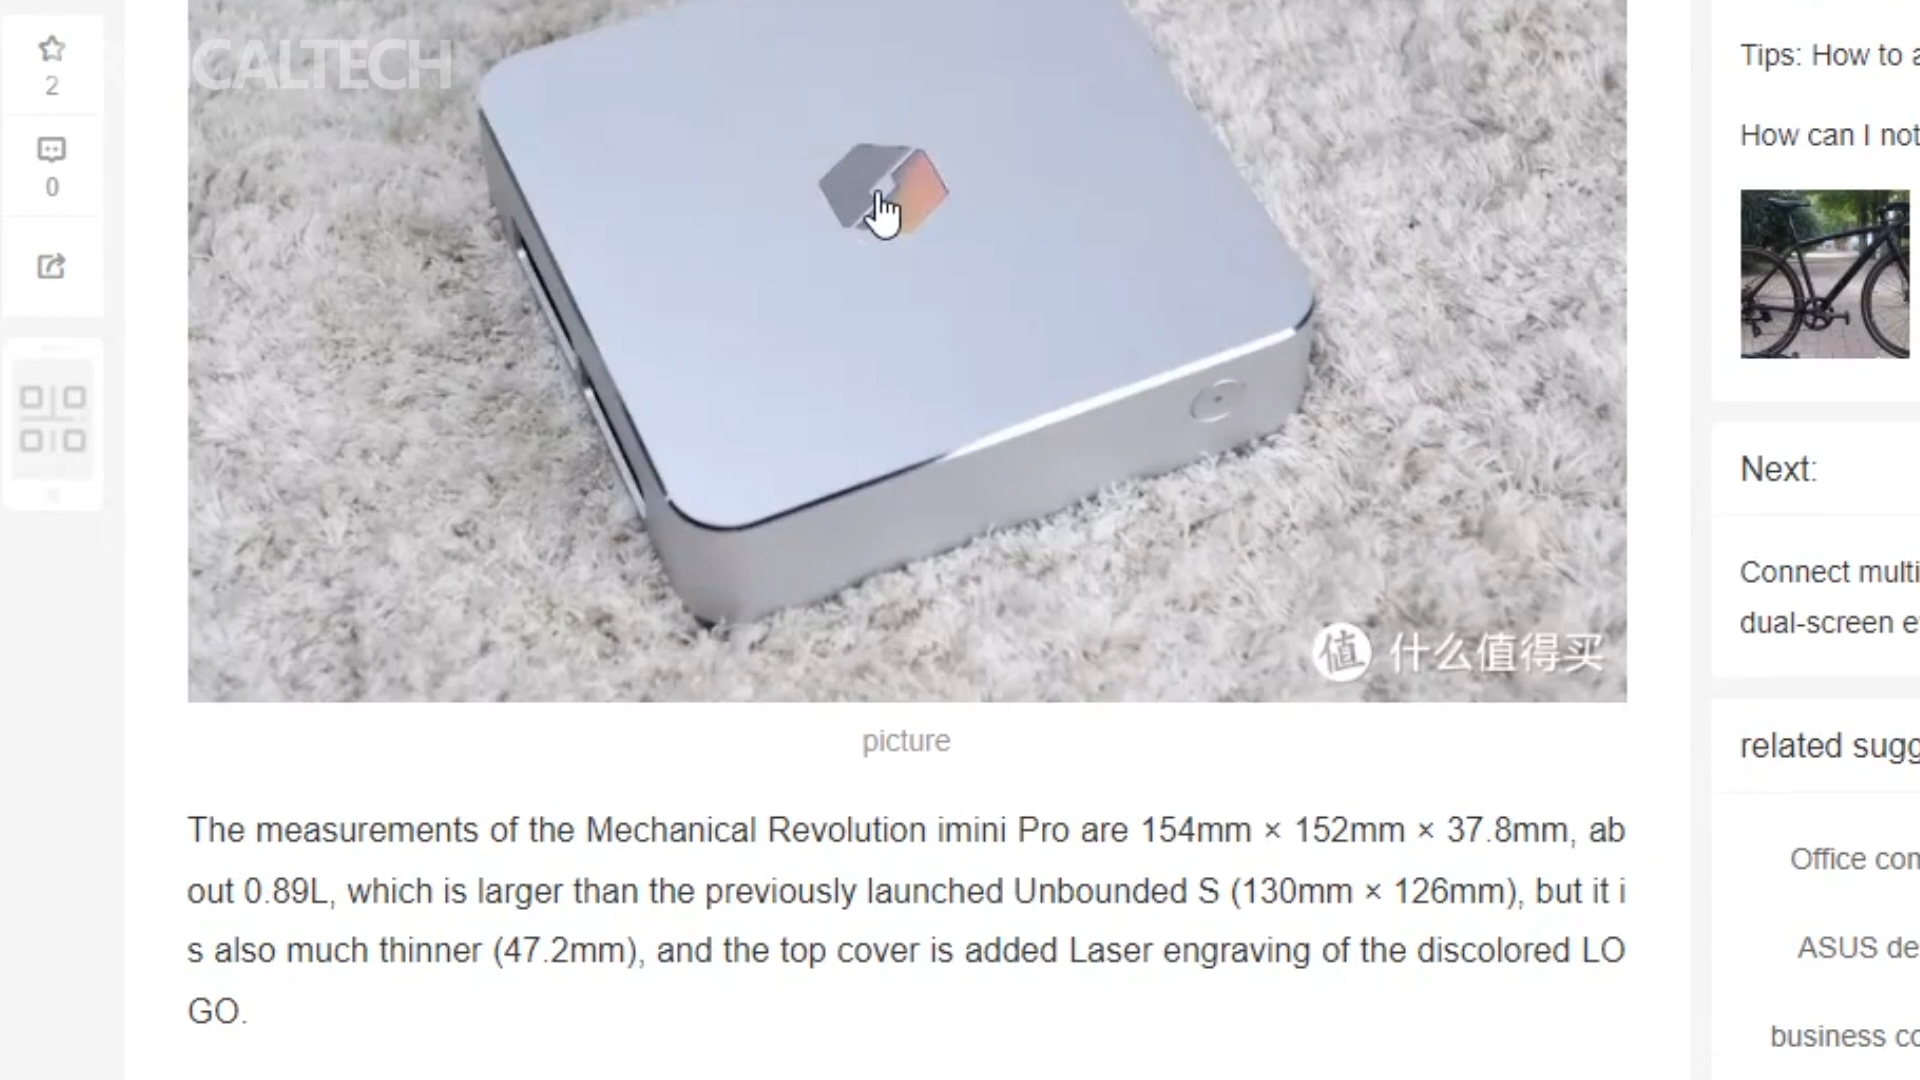 CALTECH
2
0
值 什么值得买
picture
The measurements of the Mechanical Revolution imini Pro are 154mm × 152mm × 37.8mm, ab
out 0.89L, which is larger than the previously launched Unbounded S (130mm × 126mm), but it i
s also much thinner (47.2mm), and the top cover is added Laser engraving of the discolored LO
GO.
Tips: How to a
How can I not
Next:
Connect multi
dual-screen e
related sugg
Office con
ASUS de
business co